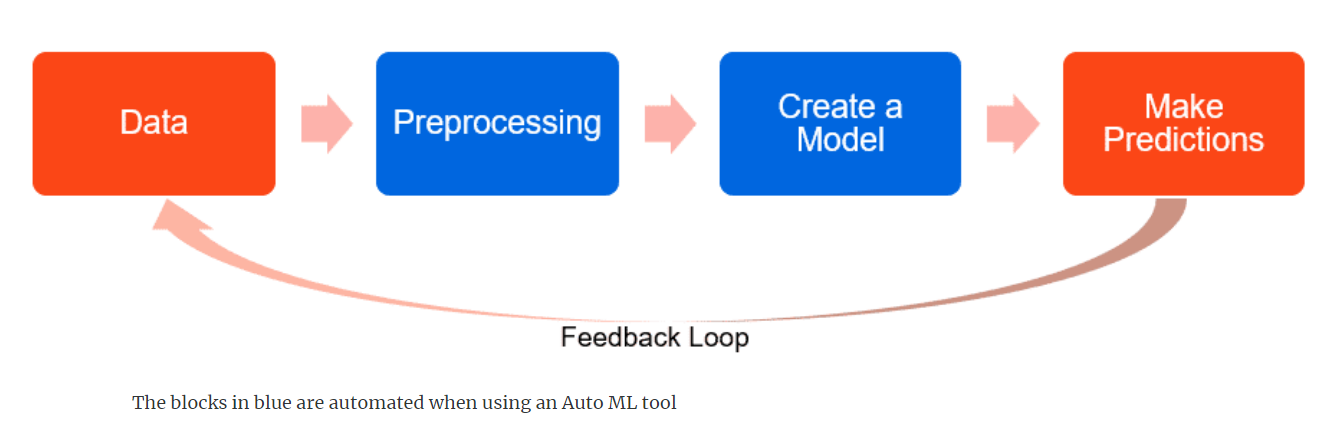 Data
Preprocessing
Create a
Model
Make
Predictions
Feedback Loop
The blocks in blue are automated when using an Auto ML tool